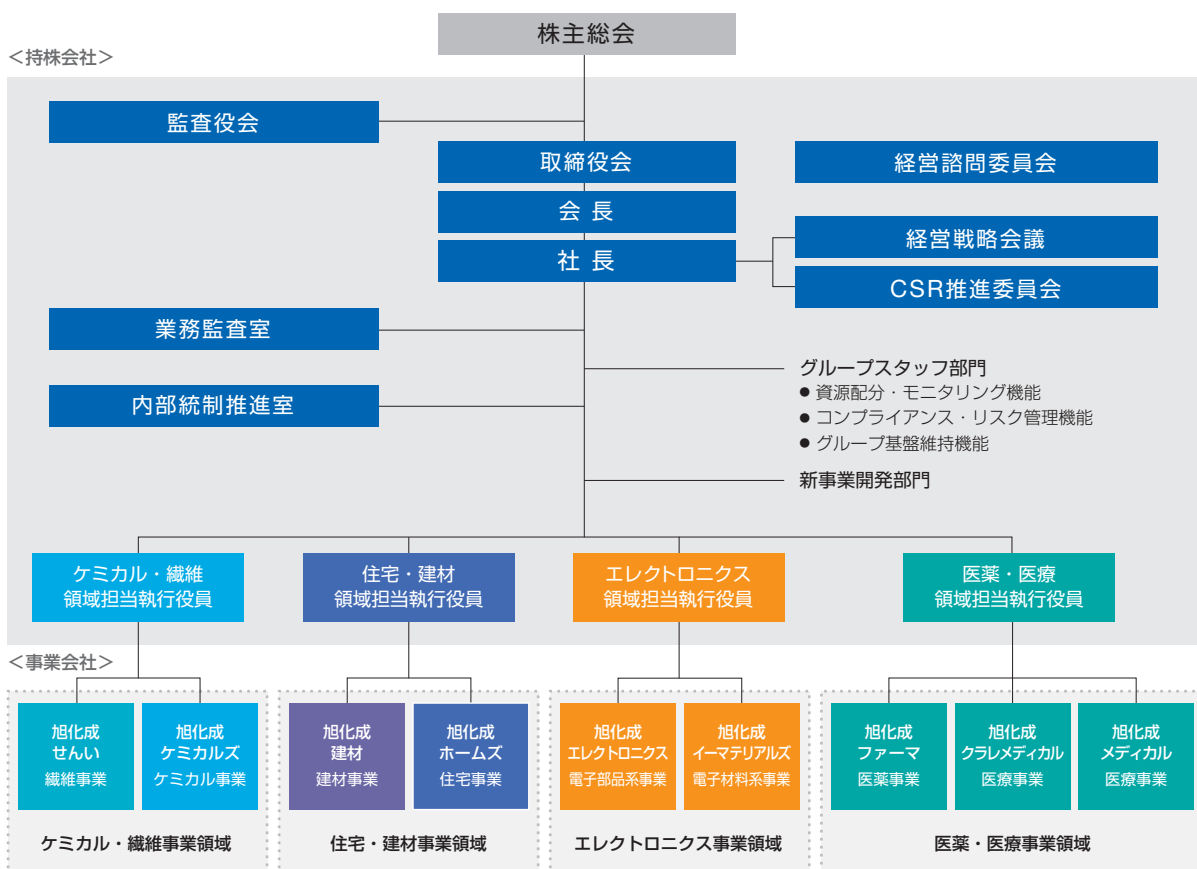 株主総会
＜持株会社＞
監査役会
取締役会
経営諮問委員会
会 長
社 長
経営戦略会議
CSR推進委員会
業務監査室
内部統制推進室
グループスタッフ部門
● 資源配分・モニタリング機能
● コンプライアンス・リスク管理機能
● グループ基盤維持機能
新事業開発部門
ケミカル・繊維
領域担当執行役員
住宅・建材
領域担当執行役員
エレクトロニクス
領域担当執行役員
医薬・医療
領域担当執行役員
＜事業会社＞
旭化成
せんい
繊維事業
旭化成
ケミカルズ
ケミカル事業
ケミカル・繊維事業領域
旭化成
建材
建材事業
旭化成
ホームズ
住宅事業
住宅・建材事業領域
旭化成
エレクトロニクス
電子部品系事業
旭化成
イーマテリアルズ
電子材料系事業
エレクトロニクス事業領域
旭化成
ファーマ
医薬事業
旭化成
クラレメディカル
医療事業
旭化成
メディカル
医療事業
医薬・医療事業領域